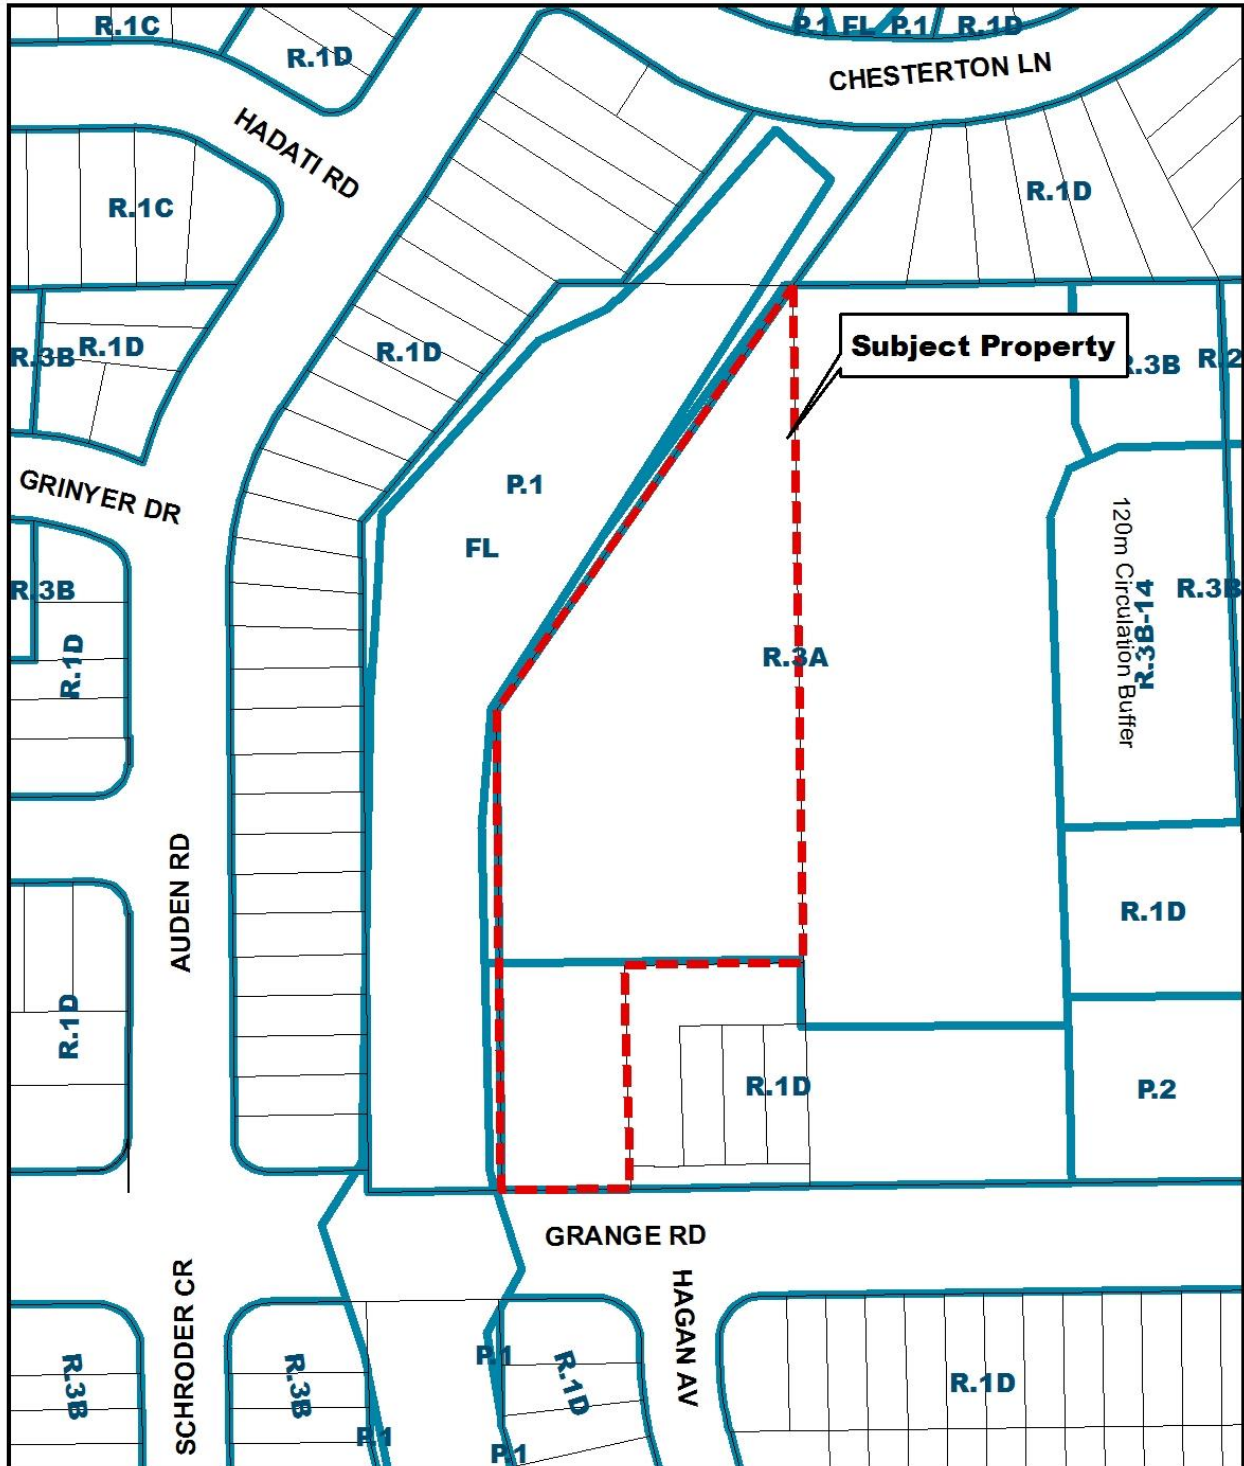 R.1C
R.1D
P.1
FL
P.1
R.1D
CHESTERTON LN
HADATI RD
R.1C
R.1D
R.3B
R.1D
R.1D
Subject Property
R.3B
R.2
GRINYER DR
P.1
FL
R.3B
R.1D
120m Circulation Buffer
R.3B-14
R.3B
R.3A
AUDEN RD
R.1D
R.1D
R.1D
P.2
GRANGE RD
SCHRODER CR
HAGAN AV
R.3B
R.3B
P.1
R.1D
R.1D
P.1
P.1